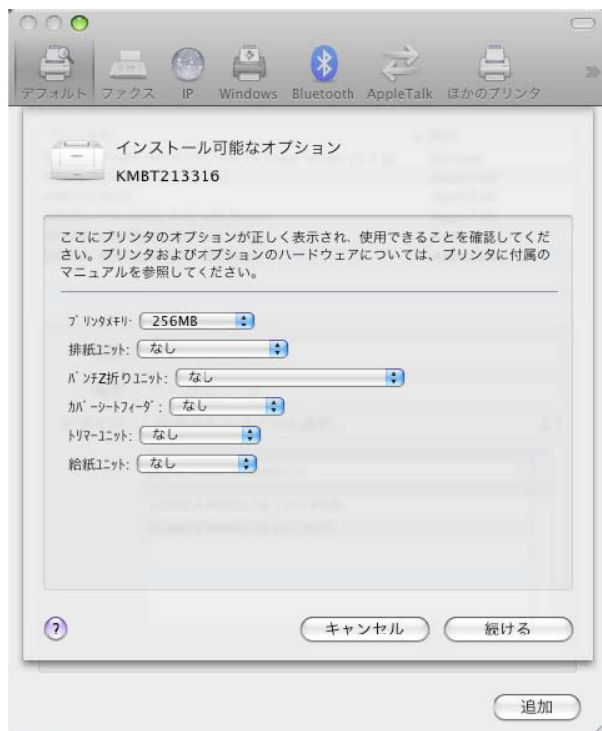 デフォルト ファックス IP Windows Bluetooth AppleTalk ほかのプリンタ »
インストール可能なオプション
KMBT213316
ここにプリンタのオプションが正しく表示され、使用できることを確認してくだ
さい。プリンタおよびオプションのハードウェアについては、プリンタに付属の
マニュアルを参照してください。
プリンタメモリ: 256MB
排紙ユニット: なし
パンチZ折りユニット: なし
カバーシートフィーダ: なし
トリマーユニット: なし
給紙ユニット: なし
? キャンセル 続ける
追加